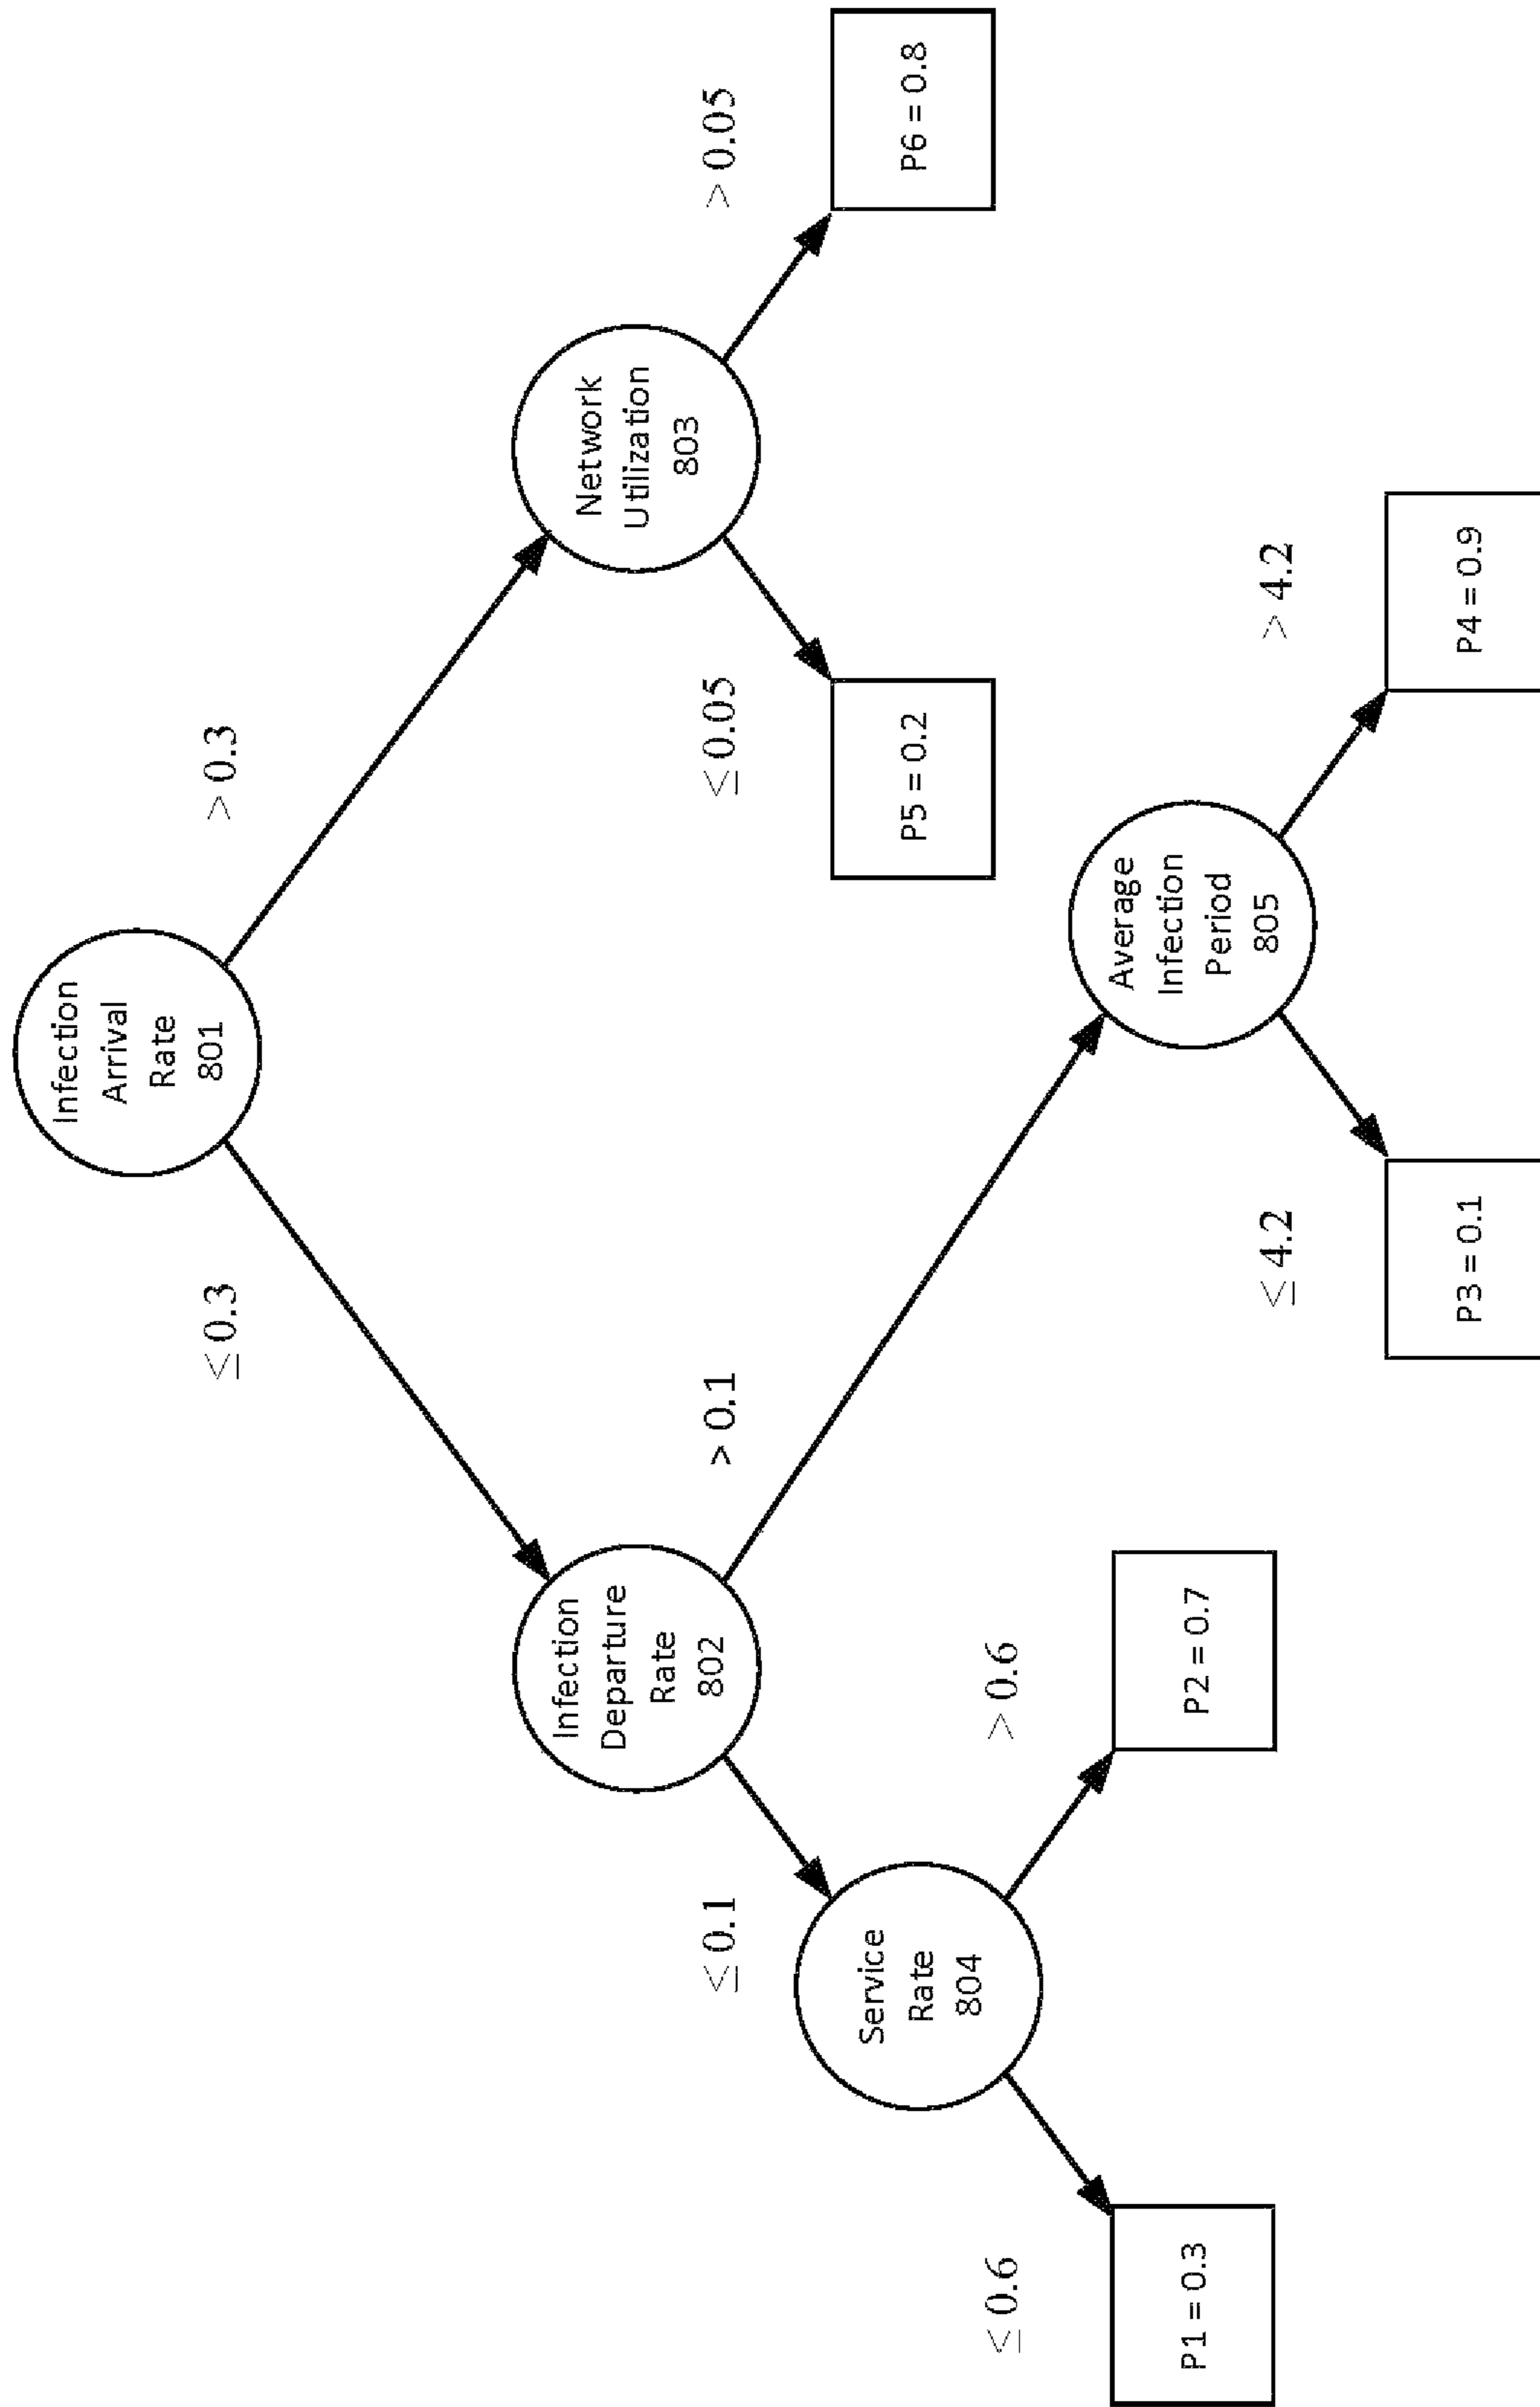 Infection
Arrival
Rate
801
≤ 0.3
> 0.3
Infection
Departure
Rate
802
Network
Utilization
803
≤ 0.1
> 0.1
≤ 0.05
> 0.05
Service
Rate
804
P5 = 0.2
P6 = 0.8
≤ 0.6
> 0.6
Average
Infection
Period
805
P1 = 0.3
P2 = 0.7
≤ 4.2
> 4.2
P3 = 0.1
P4 = 0.9